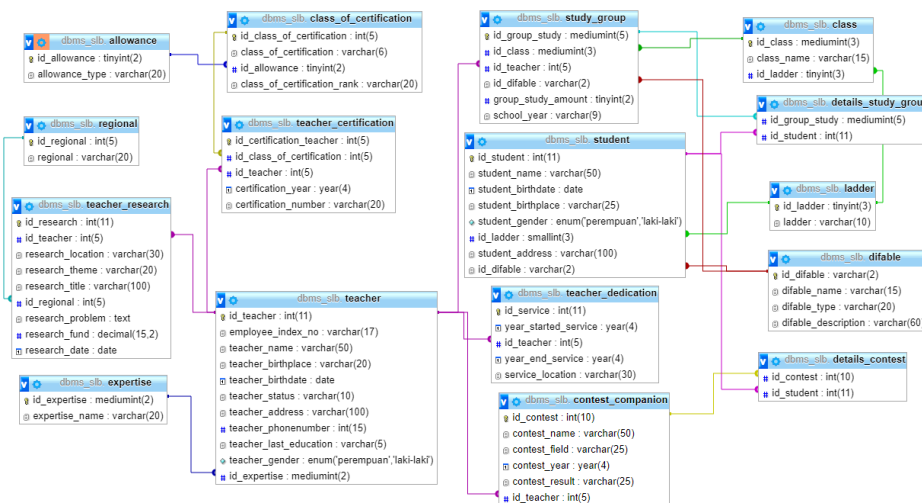 dbms_slb. allowance
id_allowance : tinyint(2)
allowance_type : varchar(20)
dbms_slb. class_of_certification
id_class_of_certification : int(5)
class_of_certification : varchar(6)
id_allowance : tinyint(2)
class_of_certification_rank : varchar(20)
dbms_slb. study_group
id_group_study : mediumint(5)
id_class : mediumint(3)
id_teacher : int(5)
id_difable : varchar(2)
group_study_amount : tinyint(2)
school_year : varchar(9)
dbms_slb. class
id_class : mediumint(3)
class_name : varchar(15)
id_ladder : tinyint(3)
dbms_slb. regional
id_regional : int(5)
regional : varchar(20)
dbms_slb. teacher_certification
id_certification_teacher : int(5)
id_class_of_certification : int(5)
id_teacher : int(5)
certification_year : year(4)
certification_number : varchar(20)
dbms_slb. student
id_student : int(11)
student_name : varchar(50)
student_birthdate : date
student_birthplace : varchar(25)
student_gender : enum('perempuan','laki-laki')
id_ladder : smallint(3)
student_address : varchar(100)
id_difable : varchar(2)
dbms_slb. details_study_group
id_group_study : mediumint(5)
id_student : int(11)
dbms_slb. ladder
id_ladder : tinyint(3)
ladder : varchar(10)
dbms_slb. teacher_research
id_research : int(11)
id_teacher : int(5)
research_location : varchar(30)
research_theme : varchar(20)
research_title : varchar(100)
id_regional : int(5)
research_problem : text
research_fund : decimal(15,2)
research_date : date
dbms_slb. difable
id_difable : varchar(2)
difable_name : varchar(15)
difable_type : varchar(20)
difable_description : varchar(60)
dbms_slb. teacher
id_teacher : int(11)
employee_index_no : varchar(17)
teacher_name : varchar(50)
teacher_birthplace : varchar(20)
teacher_birthdate : date
teacher_status : varchar(10)
teacher_address : varchar(100)
teacher_phonenumber : int(15)
teacher_last_education : varchar(5)
teacher_gender : enum('perempuan','laki-laki')
id_expertise : mediumint(2)
dbms_slb. teacher_dedication
id_service : int(11)
year_started_service : year(4)
id_teacher : int(5)
year_end_service : year(4)
service_location : varchar(30)
dbms_slb. details_contest
id_contest : int(10)
id_student : int(11)
dbms_slb. expertise
id_expertise : mediumint(2)
expertise_name : varchar(20)
dbms_slb. contest_companion
id_contest : int(10)
contest_name : varchar(50)
contest_field : varchar(25)
contest_year : year(4)
contest_result : varchar(25)
id_teacher : int(5)